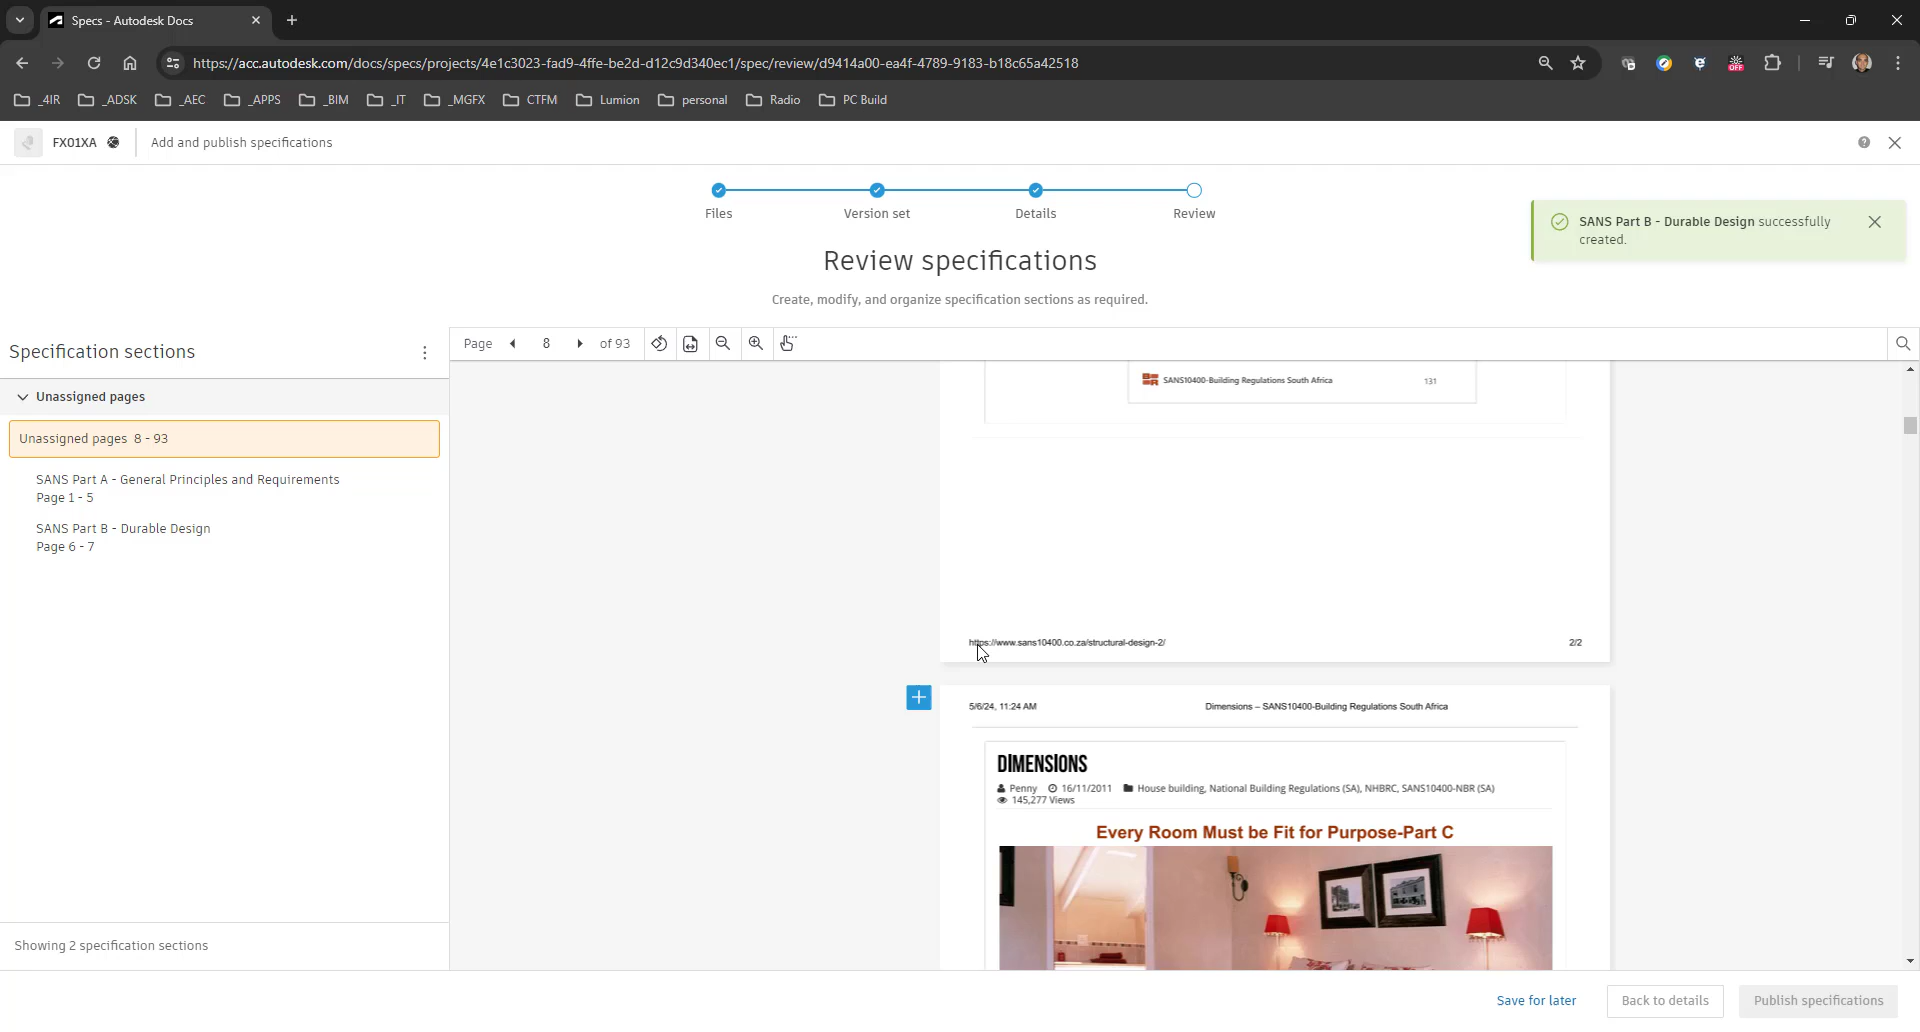 Specs - Autodesk Docs
https://acc.autodesk.com/docs/specs/projects/4e1c3023-fad9-4ffe-be2d-d12c9d340ec1/spec/review/d9414a00-ea4f-4789-9183-b18c65a42518
OFF
_4IR
_ADSK
_AEC
_APPS
_BIM
_IT
_MGFX
CTFM
Lumion
personal
Radio
PC Build
FX01XA
Add and publish specifications
Files
Version set
Details
Review
SANS Part B - Durable Design successfully
created.
Review specifications
Create, modify, and organize specification sections as required.
Specification sections
Page 8 of 93
Unassigned pages
Unassigned pages 8 - 93
SANS Part A - General Principles and Requirements
Page 1 - 5
SANS Part B - Durable Design
Page 6 - 7
SANS10400-Building Regulations South Africa 131
https://www.sans10400.co.za/structural-design-2/ 2/2
5/6/24, 11:24 AM Dimensions – SANS10400-Building Regulations South Africa
DIMENSIONS
Penny 16/11/2011 House building, National Building Regulations (SA), NHBRC, SANS10400-NBR (SA)
145,277 Views
Every Room Must be Fit for Purpose-Part C
Showing 2 specification sections
Save for later
Back to details
Publish specifications